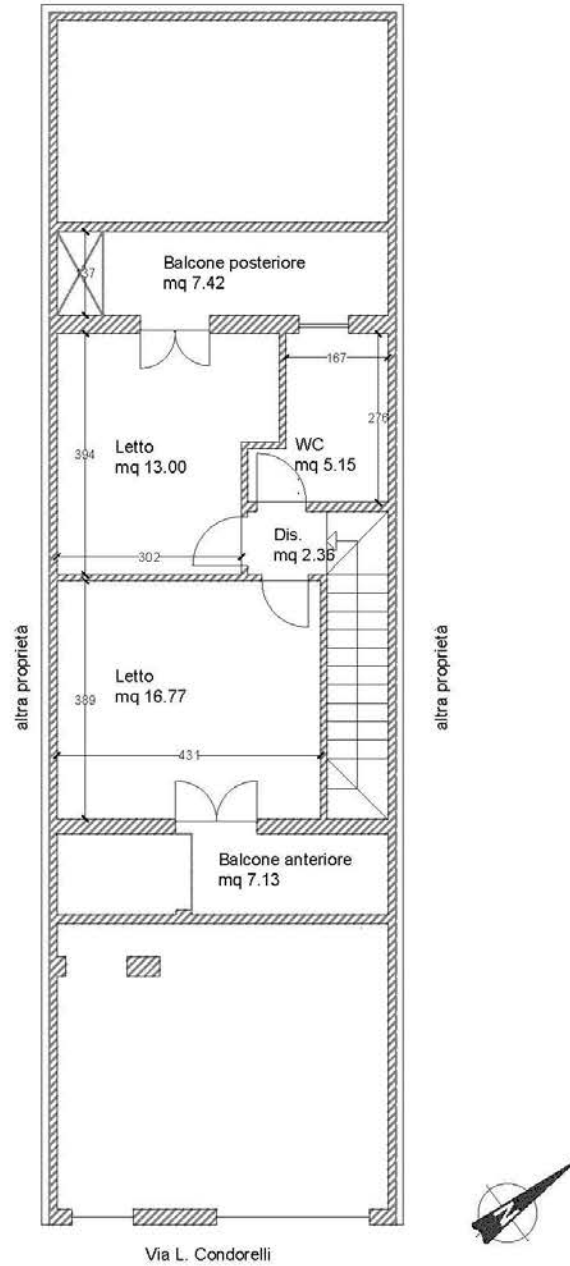 Balcone posteriore
mq 7.42
137
167
276
394
Letto
mq 13.00
WC
mq 5.15
Dis.
mq 2.36
302
altra proprietà
altra proprietà
Letto
mq 16.77
389
431
Balcone anteriore
mq 7.13
N
Via L. Condorelli